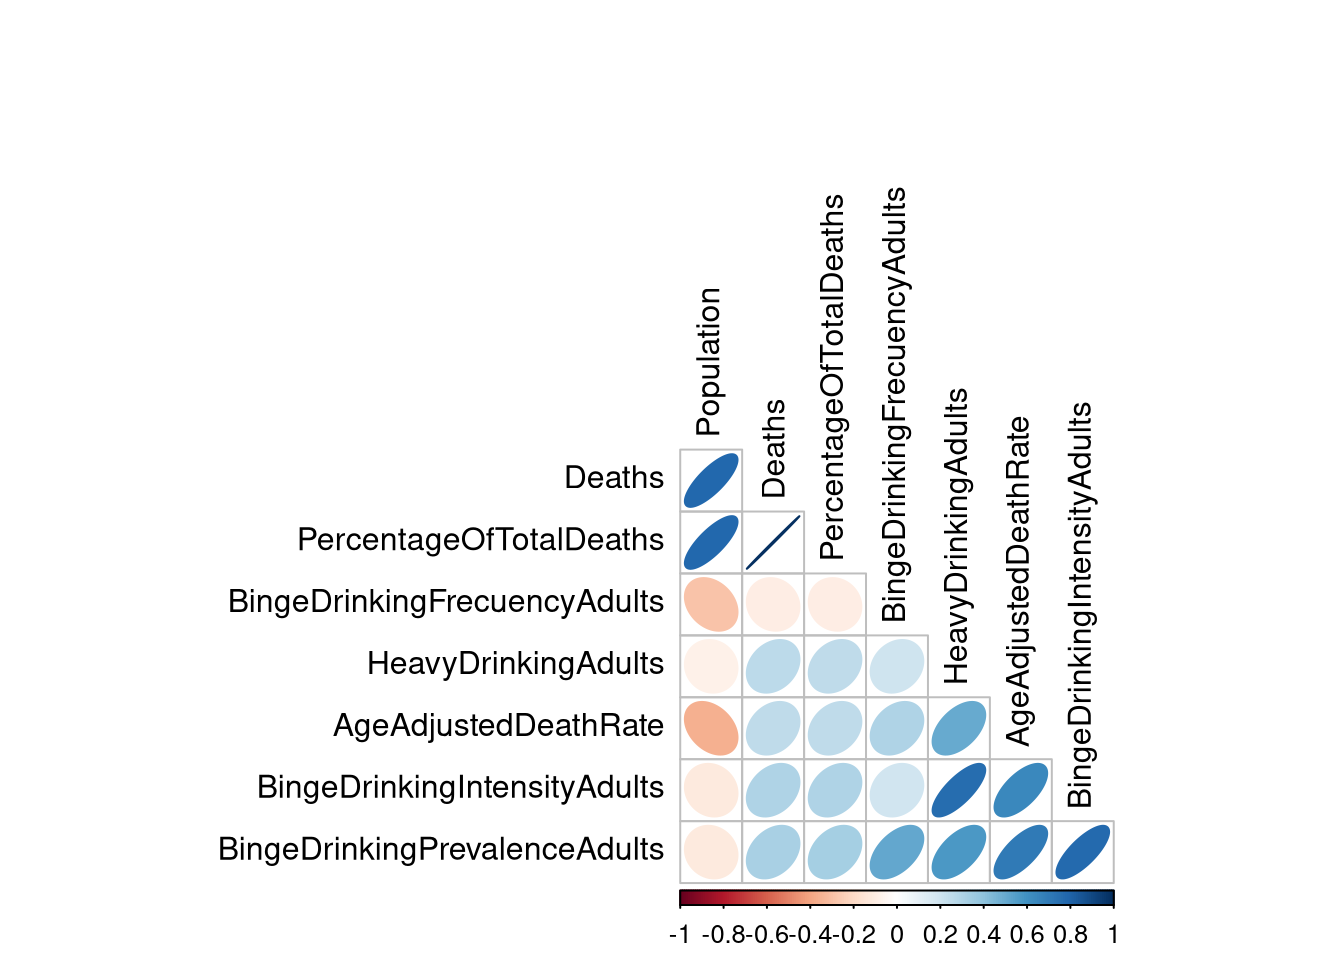 Population
Deaths
PercentageOfTotalDeaths
BingeDrinkingFrecuencyAdults
HeavyDrinkingAdults
AgeAdjustedDeathRate
BingeDrinkingIntensityAdults
Deaths
PercentageOfTotalDeaths
BingeDrinkingFrecuencyAdults
HeavyDrinkingAdults
AgeAdjustedDeathRate
BingeDrinkingIntensityAdults
BingeDrinkingPrevalenceAdults
-1 -0.8 -0.6 -0.4 -0.2 0 0.2 0.4 0.6 0.8 1